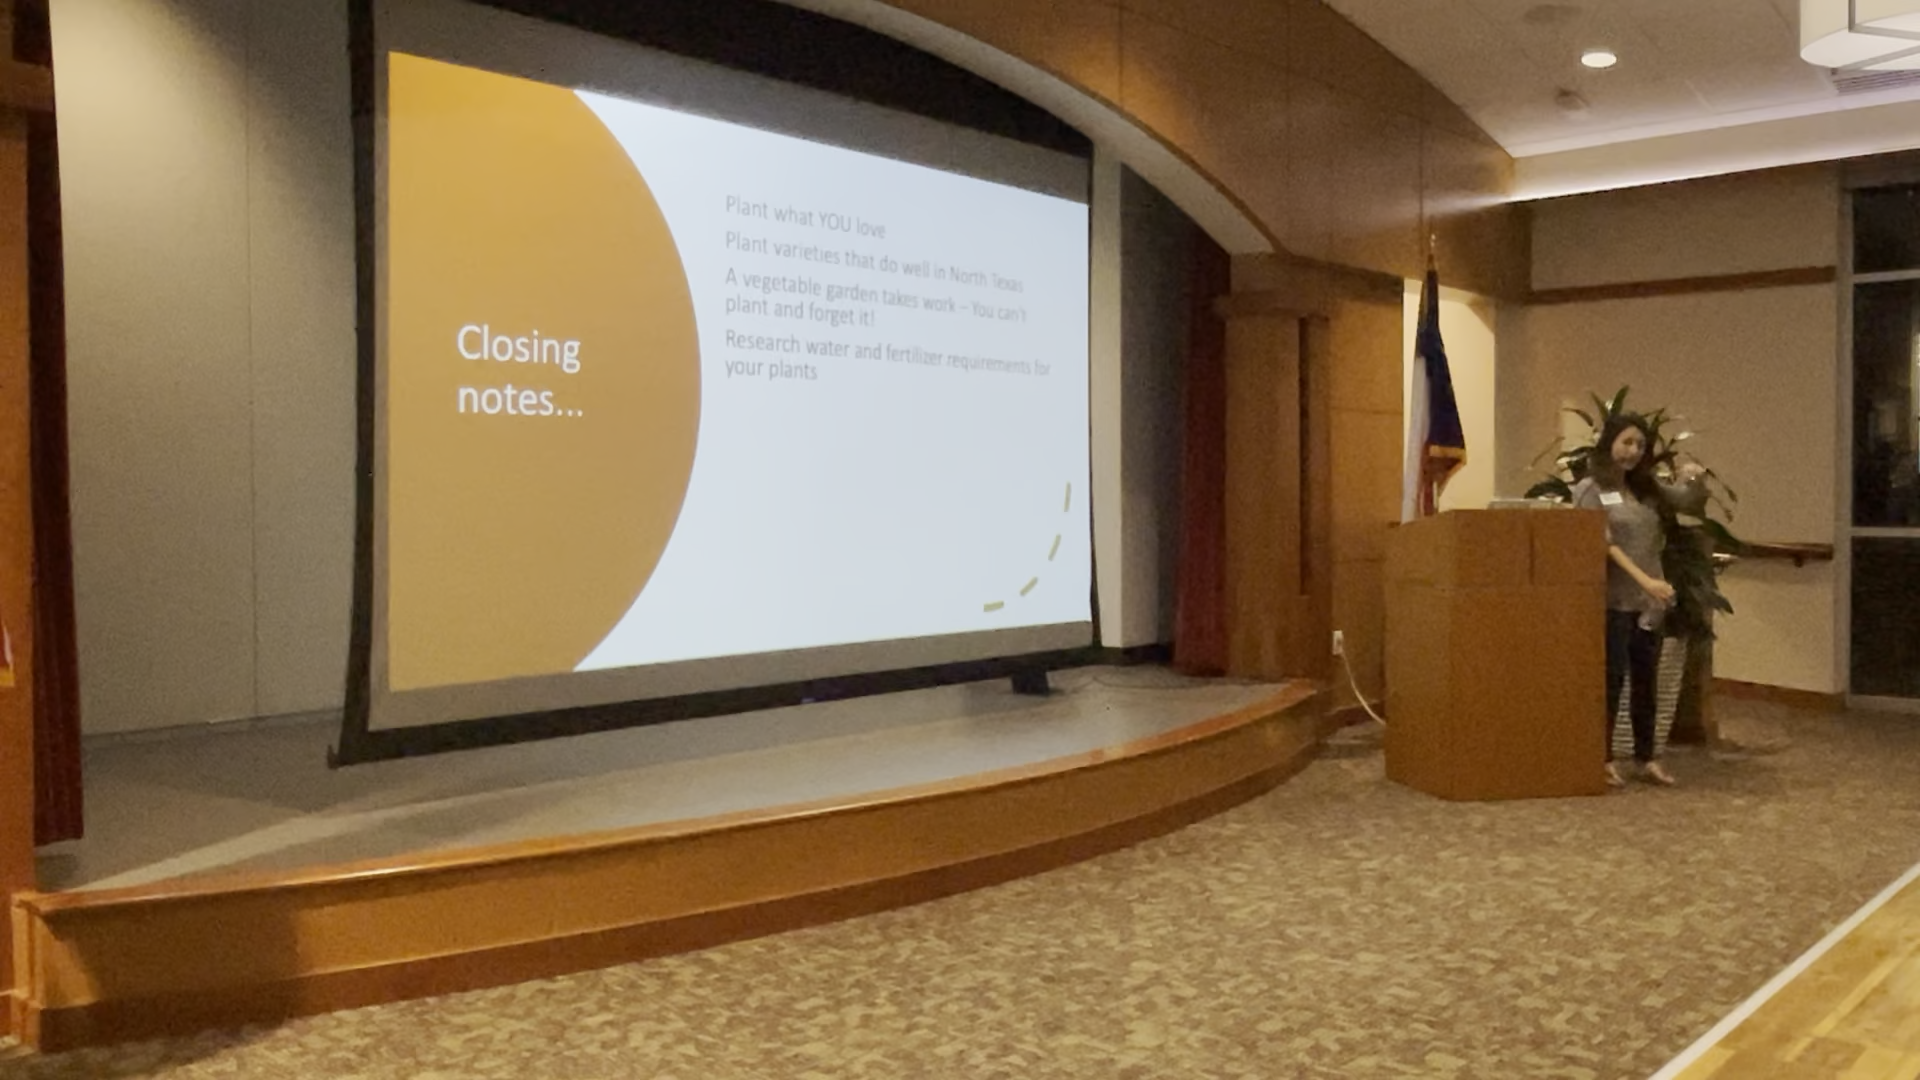 Closing
notes...
Plant what YOU love
Plant varieties that do well in North Texas
A vegetable garden takes work – You can't
plant and forget it!
Research water and fertilizer requirements for
your plants